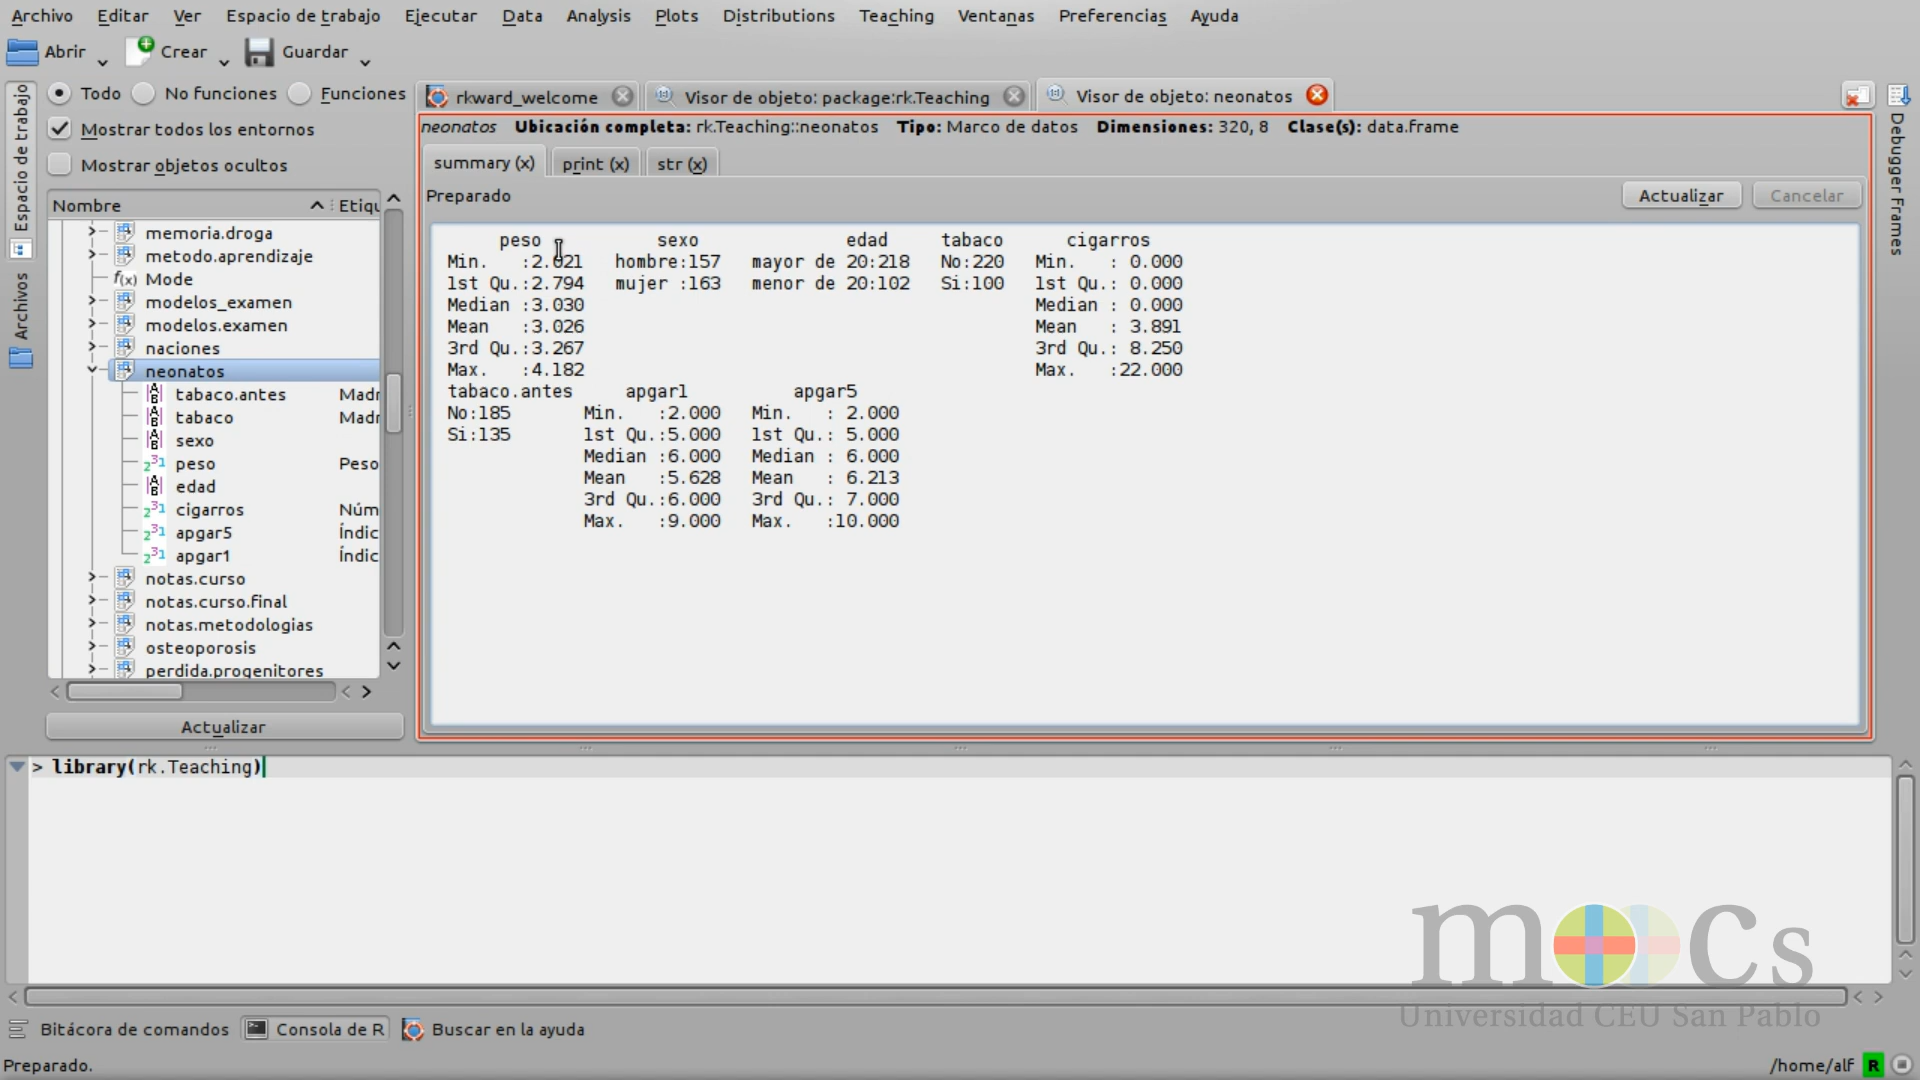 Archivo Editar Ver Espacio de trabajo Ejecutar Data Analysis Plots Distributions Teaching Ventanas Preferencias Ayuda
Abrir Crear Guardar
Todo No funciones Funciones
Mostrar todos los entornos
Mostrar objetos ocultos
Espacio de trabajo
Archivos
Nombre Etiqu
memoria.droga
metodo.aprendizaje
f(x) Mode
modelos_examen
modelos.examen
naciones
neonatos
tabaco.antes Madr
tabaco Madr
sexo
peso Peso
edad
cigarros Núm
apgar5 Índic
apgar1 Índic
notas.curso
notas.curso.final
notas.metodologias
osteoporosis
perdida.progenitores
Actualizar
rkward_welcome Visor de objeto: package:rk.Teaching Visor de objeto: neonatos
neonatos Ubicación completa: rk.Teaching::neonatos Tipo: Marco de datos Dimensiones: 320, 8 Clase(s): data.frame
summary (x) print (x) str (x)
Preparado Actualizar Cancelar
peso sexo edad tabaco cigarros
Min. :2.021 hombre:157 mayor de 20:218 No:220 Min. : 0.000
1st Qu.:2.794 mujer :163 menor de 20:102 Si:100 1st Qu.: 0.000
Median :3.030 Median : 0.000
Mean :3.026 Mean : 3.891
3rd Qu.:3.267 3rd Qu.: 8.250
Max. :4.182 Max. :22.000
tabaco.antes apgar1 apgar5
No:185 Min. :2.000 Min. : 2.000
Si:135 1st Qu.:5.000 1st Qu.: 5.000
Median :6.000 Median : 6.000
Mean :5.628 Mean : 6.213
3rd Qu.:6.000 3rd Qu.: 7.000
Max. :9.000 Max. :10.000
Debugger Frames
> library(rk.Teaching)
moocs
Universidad CEU San Pablo
Bitácora de comandos Consola de R Buscar en la ayuda
Preparado. /home/alf R